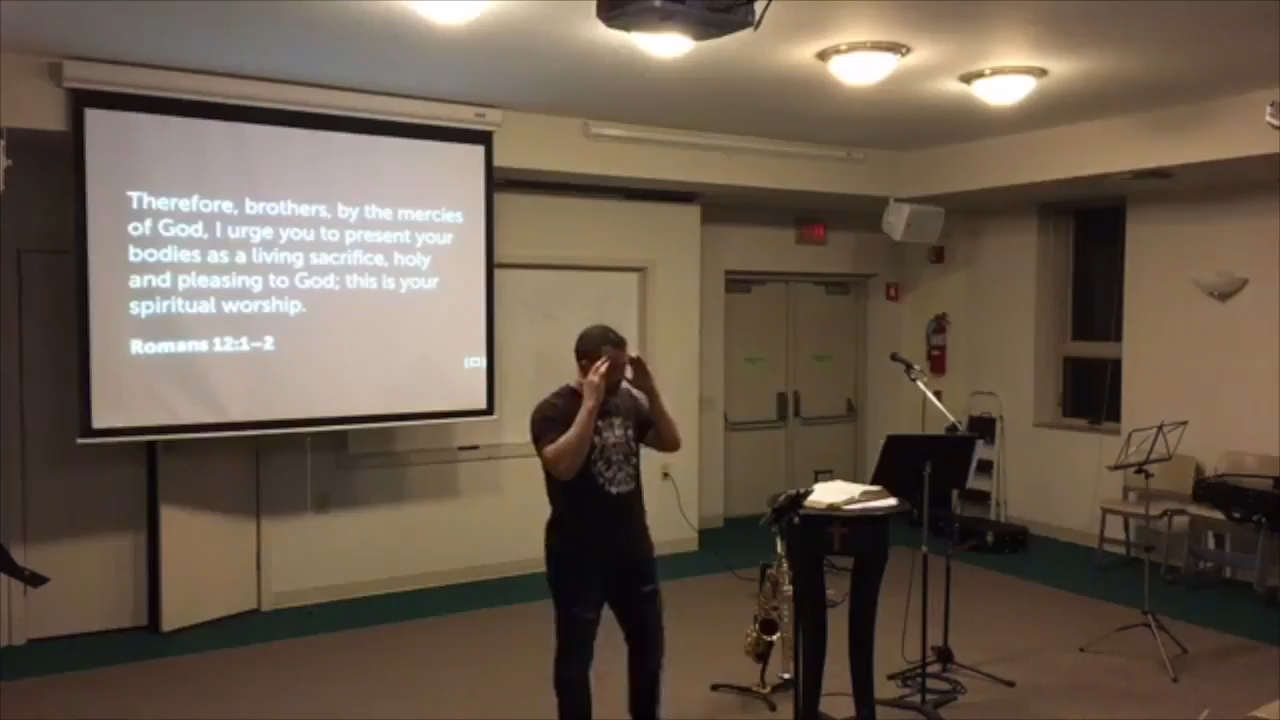 Therefore, brothers, by the mercies
of God, I urge you to present your
bodies as a living sacrifice, holy
and pleasing to God; this is your
spiritual worship.
Romans 12:1–2